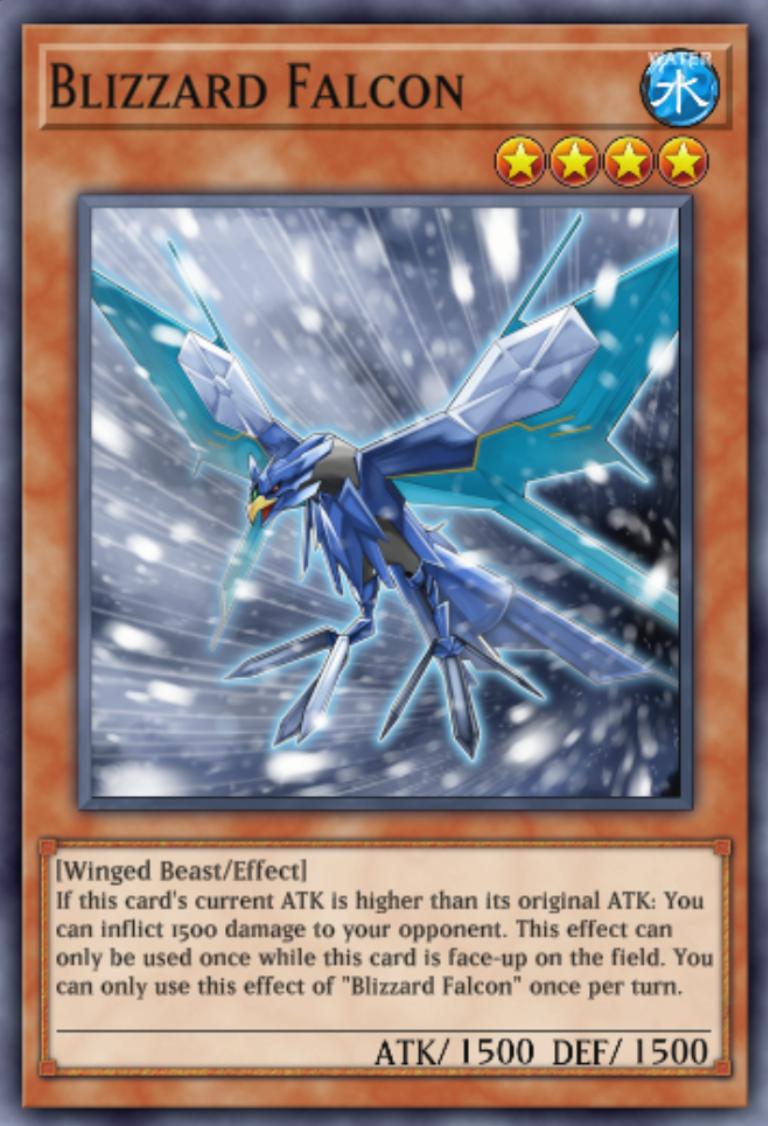 Blizzard Falcon
WATER
水
[Winged Beast/Effect]
If this card's current ATK is higher than its original ATK: You
can inflict 1500 damage to your opponent. This effect can
only be used once while this card is face-up on the field. You
can only use this effect of "Blizzard Falcon" once per turn.
ATK/ 1500 DEF/ 1500